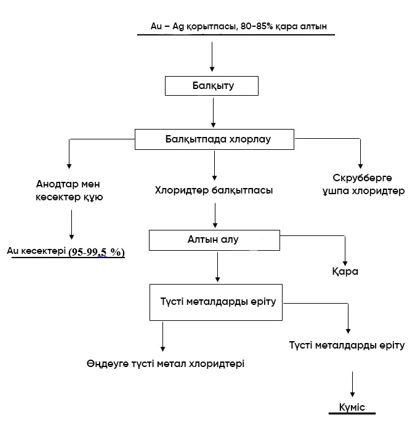 Au – Ag қорытпасы, 80-85% қара алтын
Балқыту
Балқытпада хлорлау
Анодтар мен
кесектер құю
Хлоридтер балқытпасы
Скрубберге
ұшпа хлоридтер
Au кесектері (95-99,5 %)
Алтын алу
Қара
Түсті металдарды еріту
Өңдеуге түсті метал хлоридтері
Түсті металдарды еріту
Күміс